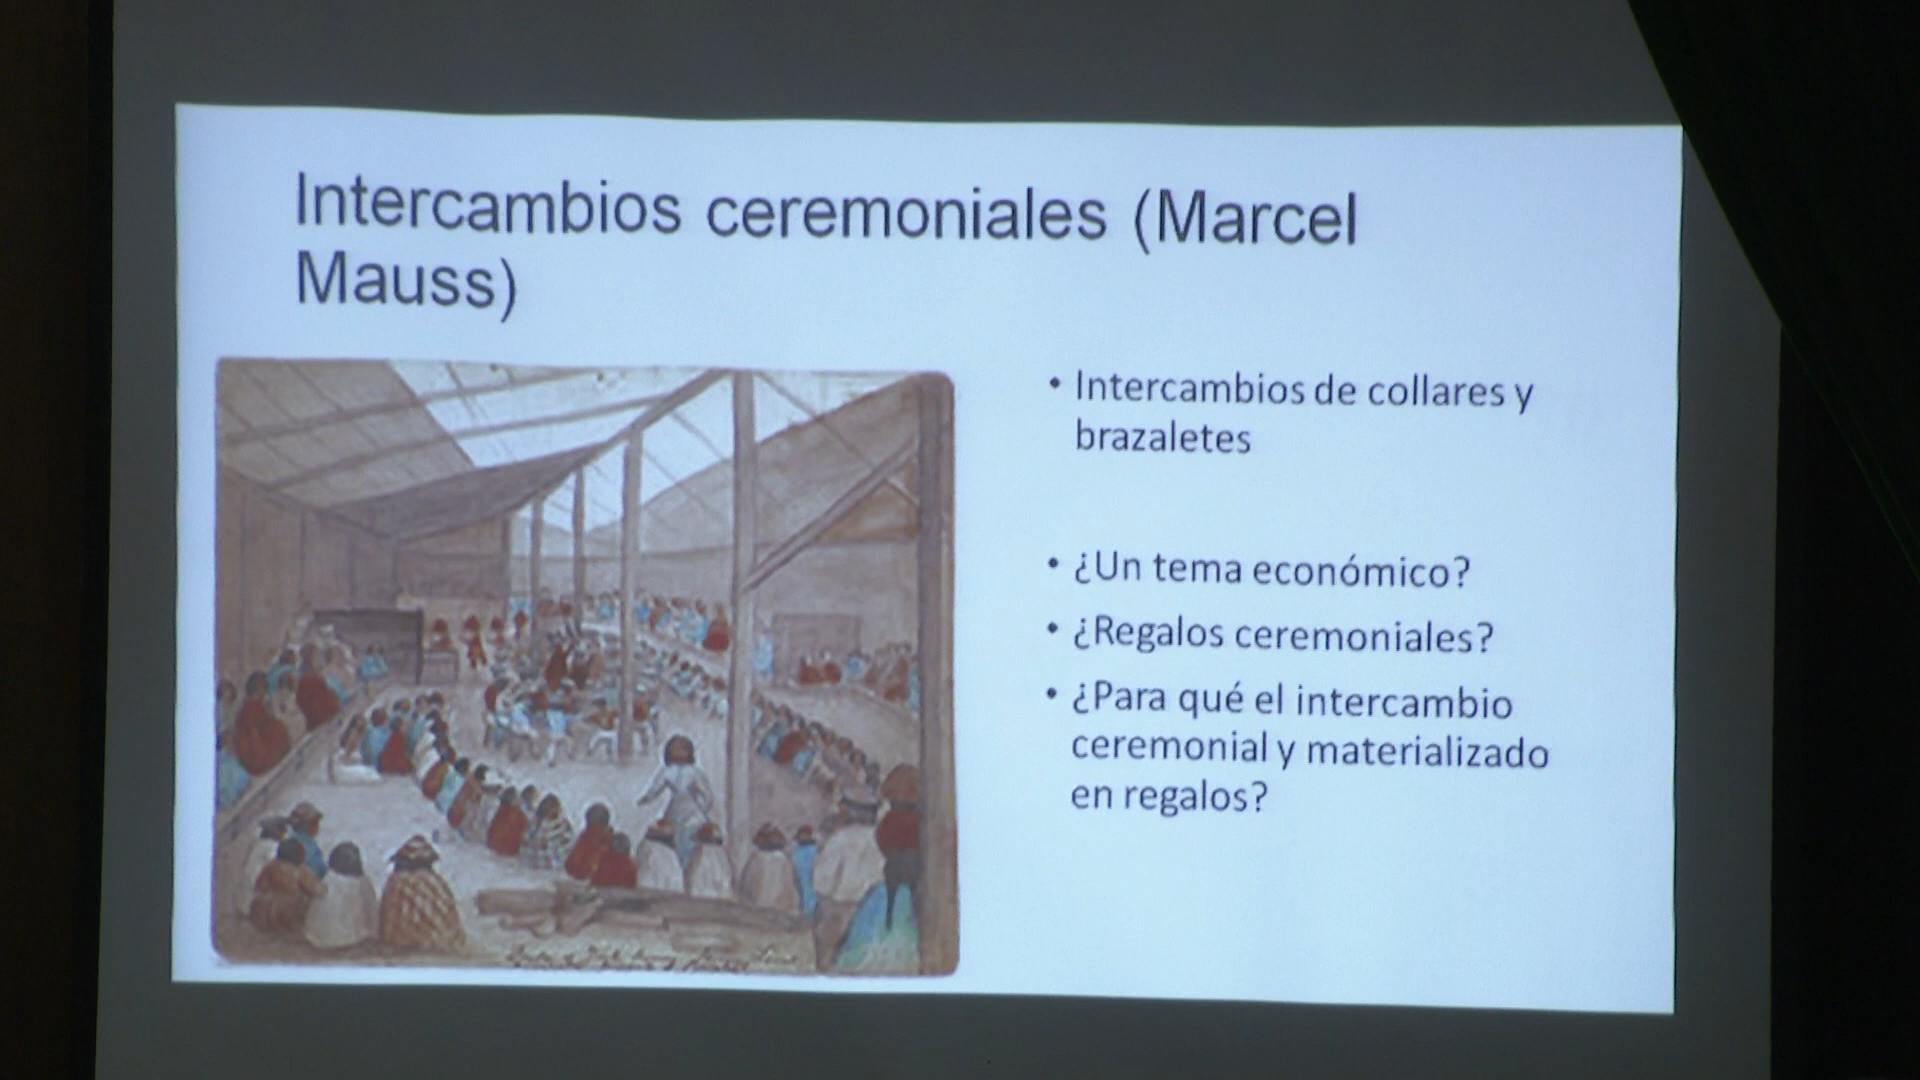 Intercambios ceremoniales (Marcel
Mauss)
• Intercambios de collares y
brazaletes
• ¿Un tema económico?
• ¿Regalos ceremoniales?
• ¿Para qué el intercambio
ceremonial y materializado
en regalos?